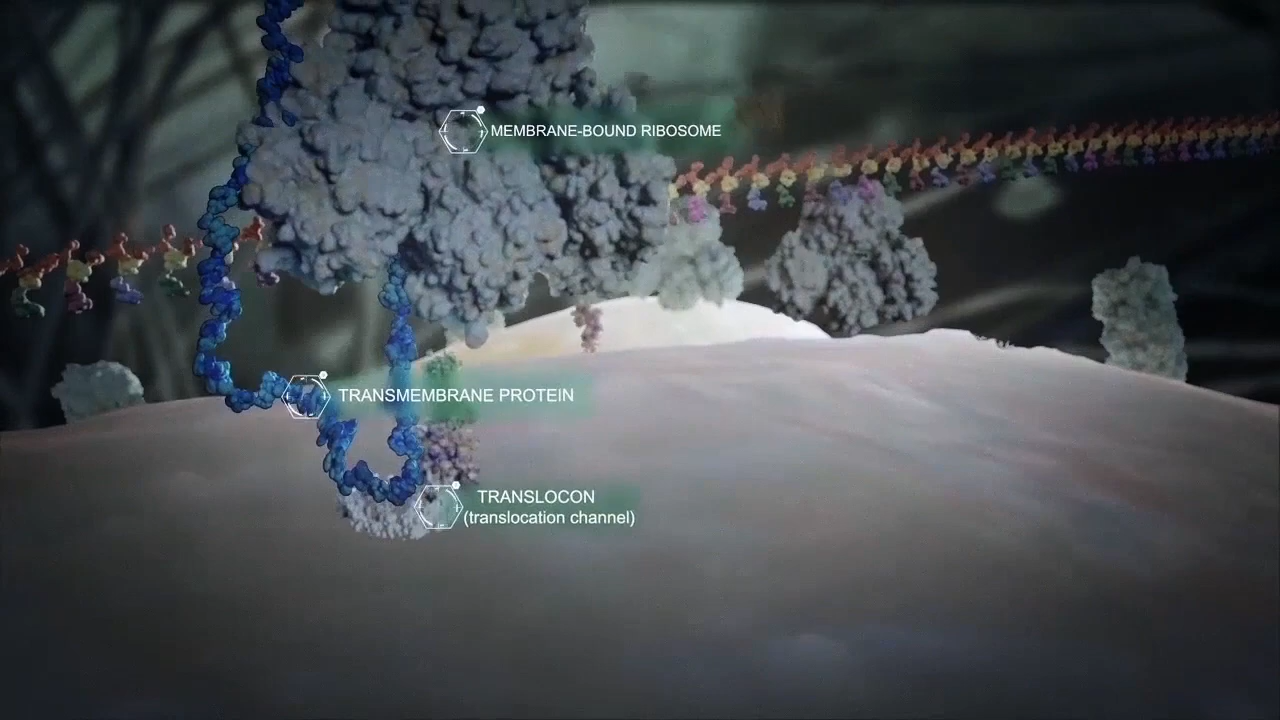 MEMBRANE-BOUND RIBOSOME
TRANSMEMBRANE PROTEIN
TRANSLOCON
(translocation channel)